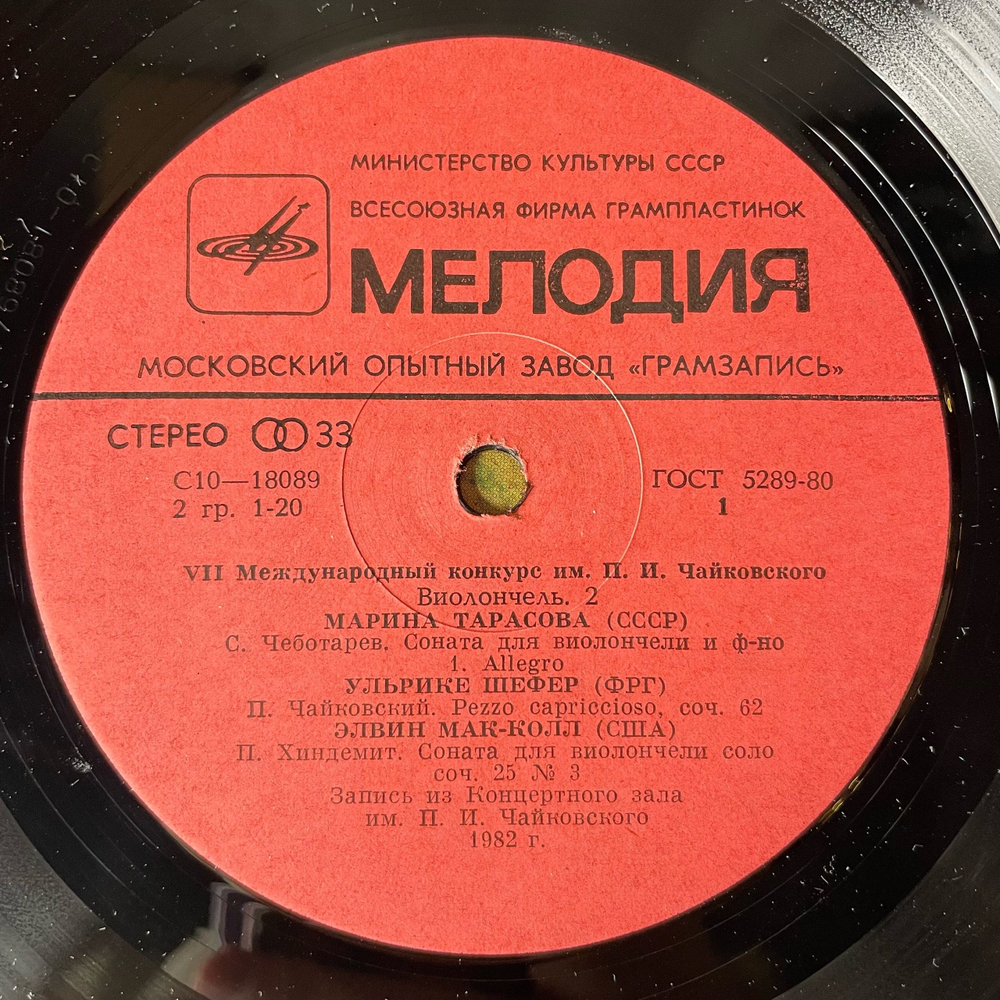 МИНИСТЕРСТВО КУЛЬТУРЫ СССР
ВСЕСОЮЗНАЯ ФИРМА ГРАМПЛАСТИНОК
МЕЛОДИЯ
МОСКОВСКИЙ ОПЫТНЫЙ ЗАВОД «ГРАМЗАПИСЬ»
СТЕРЕО 33
С10—18089 ГОСТ 5289-80
2 гр. 1-20 1
VII Международный конкурс им. П. И. Чайковского
Виолончель. 2
МАРИНА ТАРАСОВА (СССР)
С. Чеботарев. Соната для виолончели и ф-но
1. Allegro
УЛЬРИКЕ ШЕФЕР (ФРГ)
П. Чайковский. Pezzo capriccioso, соч. 62
ЭЛВИН МАК-КОЛЛ (США)
П. Хиндемит. Соната для виолончели соло
соч. 25 № 3
Запись из Концертного зала
им. П. И. Чайковского
1982 г.